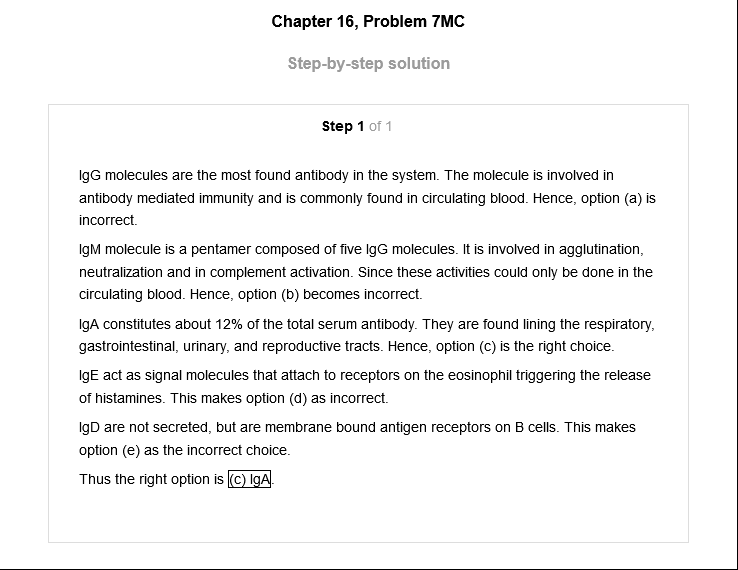 Chapter 16, Problem 7MC
Step-by-step solution
Step 1 of 1
IgG molecules are the most found antibody in the system. The molecule is involved in
antibody mediated immunity and is commonly found in circulating blood. Hence, option (a) is
incorrect.
IgM molecule is a pentamer composed of five IgG molecules. It is involved in agglutination,
neutralization and in complement activation. Since these activities could only be done in the
circulating blood. Hence, option (b) becomes incorrect.
IgA constitutes about 12% of the total serum antibody. They are found lining the respiratory,
gastrointestinal, urinary, and reproductive tracts. Hence, option (c) is the right choice.
IgE act as signal molecules that attach to receptors on the eosinophil triggering the release
of histamines. This makes option (d) as incorrect.
IgD are not secreted, but are membrane bound antigen receptors on B cells. This makes
option (e) as the incorrect choice.
Thus the right option is (c) IgA.